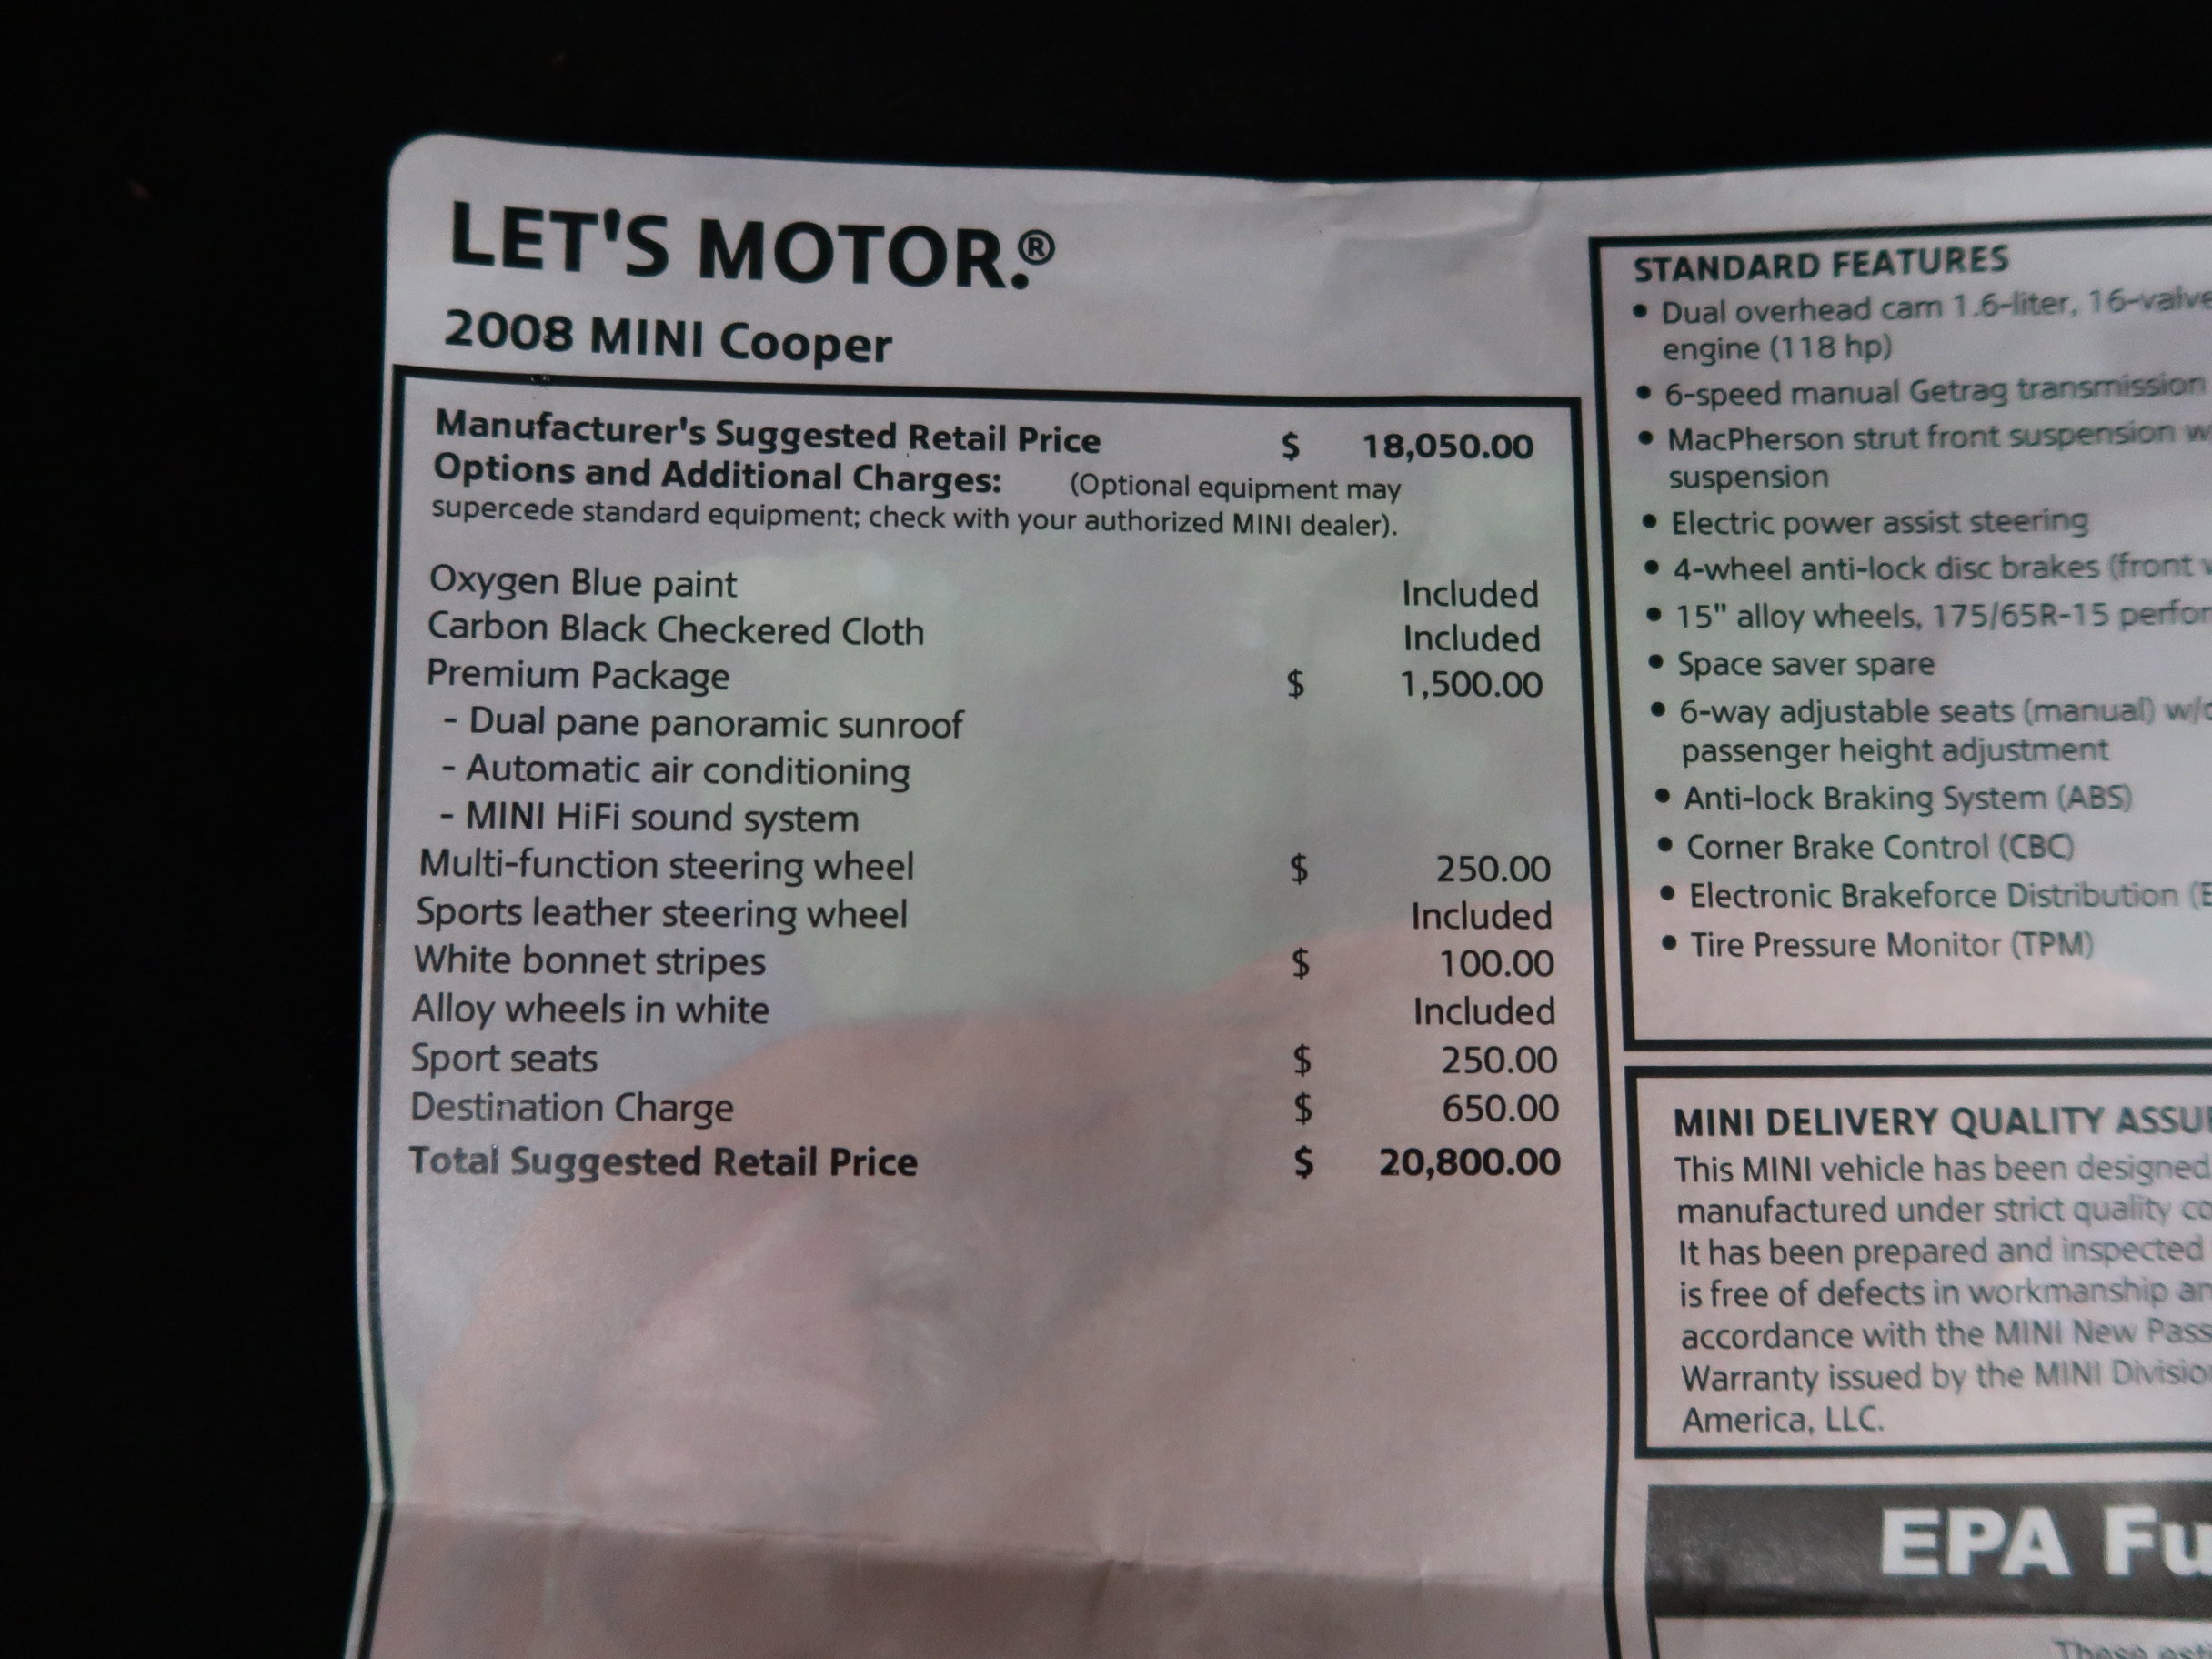 LET'S MOTOR.®
2008 MINI Cooper
Manufacturer's Suggested Retail Price $ 18,050.00
Options and Additional Charges: (Optional equipment may
supercede standard equipment; check with your authorized MINI dealer).
Oxygen Blue paint Included
Carbon Black Checkered Cloth Included
Premium Package $ 1,500.00
- Dual pane panoramic sunroof
- Automatic air conditioning
- MINI HiFi sound system
Multi-function steering wheel $ 250.00
Sports leather steering wheel Included
White bonnet stripes $ 100.00
Alloy wheels in white Included
Sport seats $ 250.00
Destination Charge $ 650.00
Total Suggested Retail Price $ 20,800.00
STANDARD FEATURES
• Dual overhead cam 1.6-liter, 16-valve
engine (118 hp)
• 6-speed manual Getrag transmission
• MacPherson strut front suspension
suspension
• Electric power assist steering
• 4-wheel anti-lock disc brakes (front
• 15" alloy wheels, 175/65R-15
• Space saver spare
• 6-way adjustable seats (manual)
passenger height adjustment
• Anti-lock Braking System (ABS)
• Corner Brake Control (CBC)
• Electronic Brakeforce Distribution
• Tire Pressure Monitor (TPM)
MINI DELIVERY QUALITY
This MINI vehicle has been designed
manufactured under strict quality
It has been prepared and inspected
is free of defects in workmanship
accordance with the MINI New
Warranty issued by the MINI
America, LLC.
EPA
These